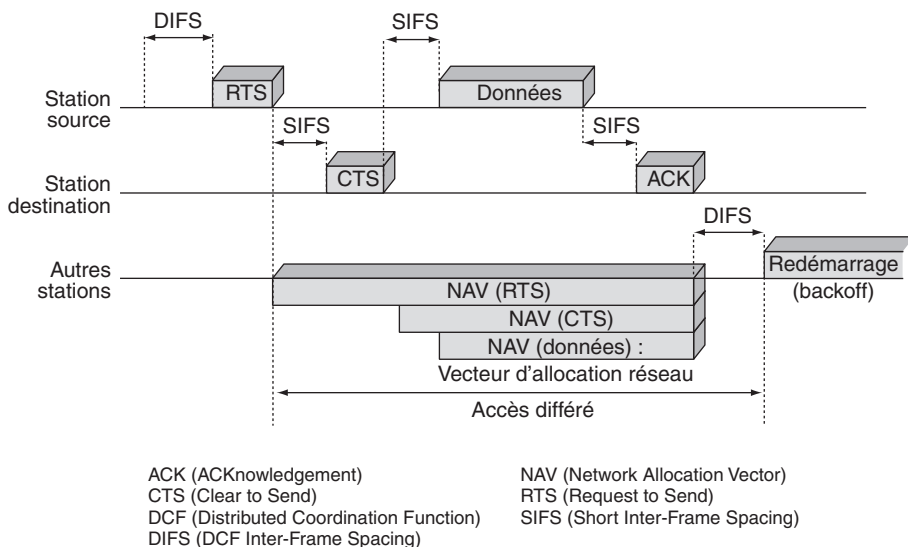 DIFS
SIFS
RTS
Données
Station
source
SIFS
SIFS
CTS
ACK
Station
destination
DIFS
Autres
stations
Redémarrage
(backoff)
NAV (RTS)
NAV (CTS)
NAV (données) :
Vecteur d'allocation réseau
Accès différé
ACK (ACKnowledgement)
CTS (Clear to Send)
DCF (Distributed Coordination Function)
DIFS (DCF Inter-Frame Spacing)
NAV (Network Allocation Vector)
RTS (Request to Send)
SIFS (Short Inter-Frame Spacing)